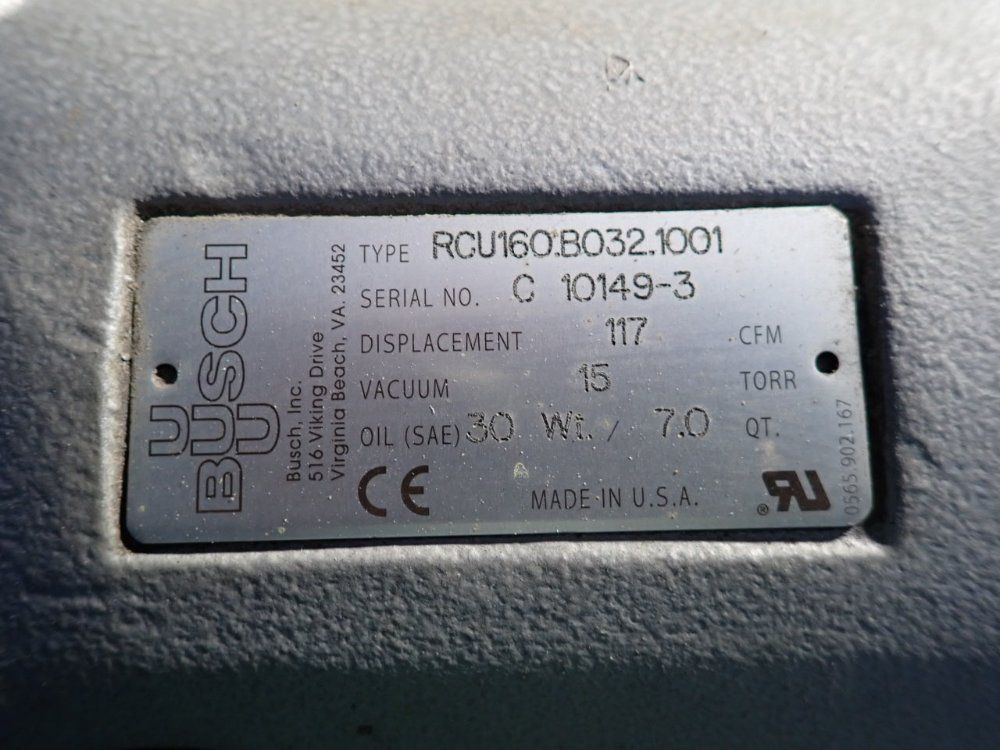 U
BUSCH
U
Busch, Inc.
516 Viking Drive
Virginia Beach, VA. 23452
TYPE RCU160.B032.1001
SERIAL NO. C 10149-3
DISPLACEMENT 117 CFM
VACUUM 15 TORR
OIL (SAE) 30 Wt. / 7.0 QT.
CE MADE IN U.S.A. ® RU
0565.902.167